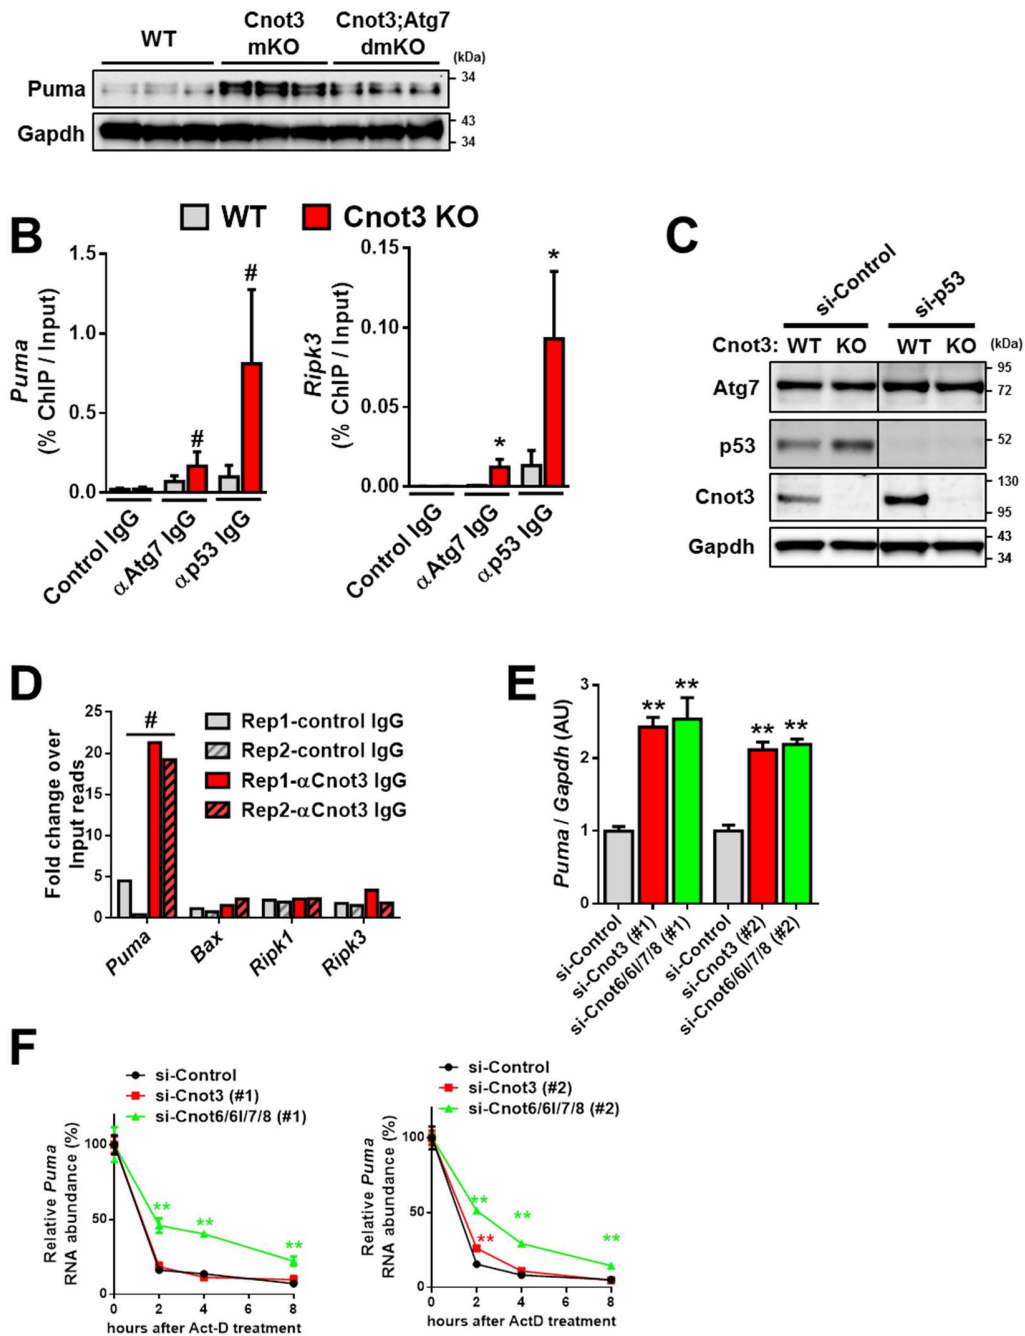 WT
Cnot3
mKO
Cnot3;Atg7
dmKO
(kDa)
Puma
34
Gapdh
43
34
B
WT
Cnot3 KO
Puma
(% ChIP / Input)
1.5
1.0
0.5
0.0
#
#
Control IgG
αAtg7 IgG
αp53 IgG
Ripk3
(% ChIP / Input)
0.15
0.10
0.05
0.00
*
*
Control IgG
αAtg7 IgG
αp53 IgG
C
si-Control
si-p53
Cnot3: WT KO WT KO (kDa)
Atg7
95
72
p53
52
Cnot3
130
95
Gapdh
43
34
D
Fold change over
Input reads
25
20
15
10
5
0
#
Rep1-control IgG
Rep2-control IgG
Rep1-αCnot3 IgG
Rep2-αCnot3 IgG
Puma
Bax
Ripk1
Ripk3
E
Puma / Gapdh (AU)
3
2
1
0
**
**
**
**
si-Control
si-Cnot3 (#1)
si-Cnot6/6l/7/8 (#1)
si-Control
si-Cnot3 (#2)
si-Cnot6/6l/7/8 (#2)
F
si-Control
si-Cnot3 (#1)
si-Cnot6/6l/7/8 (#1)
Relative Puma
RNA abundance (%)
100
50
0
**
**
**
0 2 4 6 8
hours after Act-D treatment
si-Control
si-Cnot3 (#2)
si-Cnot6/6l/7/8 (#2)
Relative Puma
RNA abundance (%)
100
50
0
**
**
**
**
0 2 4 6 8
hours after ActD treatment